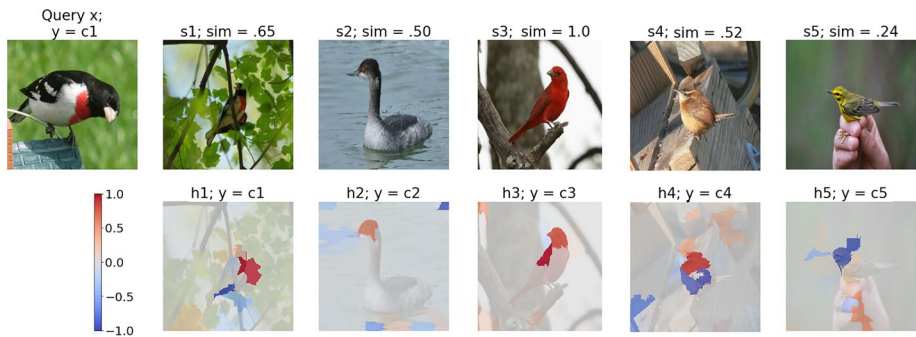 Query x;
y = c1
s1; sim = .65
s2; sim = .50
s3; sim = 1.0
s4; sim = .52
s5; sim = .24
h1; y = c1
h2; y = c2
h3; y = c3
h4; y = c4
h5; y = c5
1.0
0.5
0.0
−0.5
−1.0